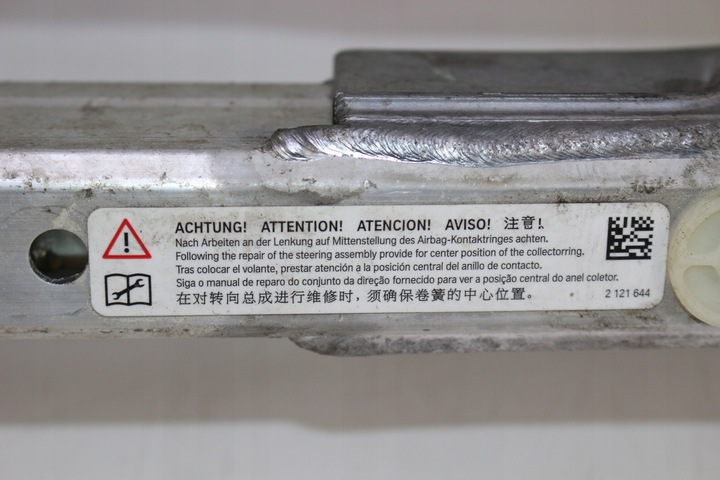 ACHTUNG! ATTENTION! ATENCION! AVISO! 注意!
Nach Arbeiten an der Lenkung auf Mittenstellung des Airbag-Kontaktringes achten.
Following the repair of the steering assembly provide for center position of the collectorring.
Tras colocar el volante, prestar atención a la posición central del anillo de contacto.
Siga o manual de reparo do conjunto da direção fornecido para ver a posição central do anel coletor.
在对转向总成进行维修时，须确保卷簧的中心位置。
2 121 644